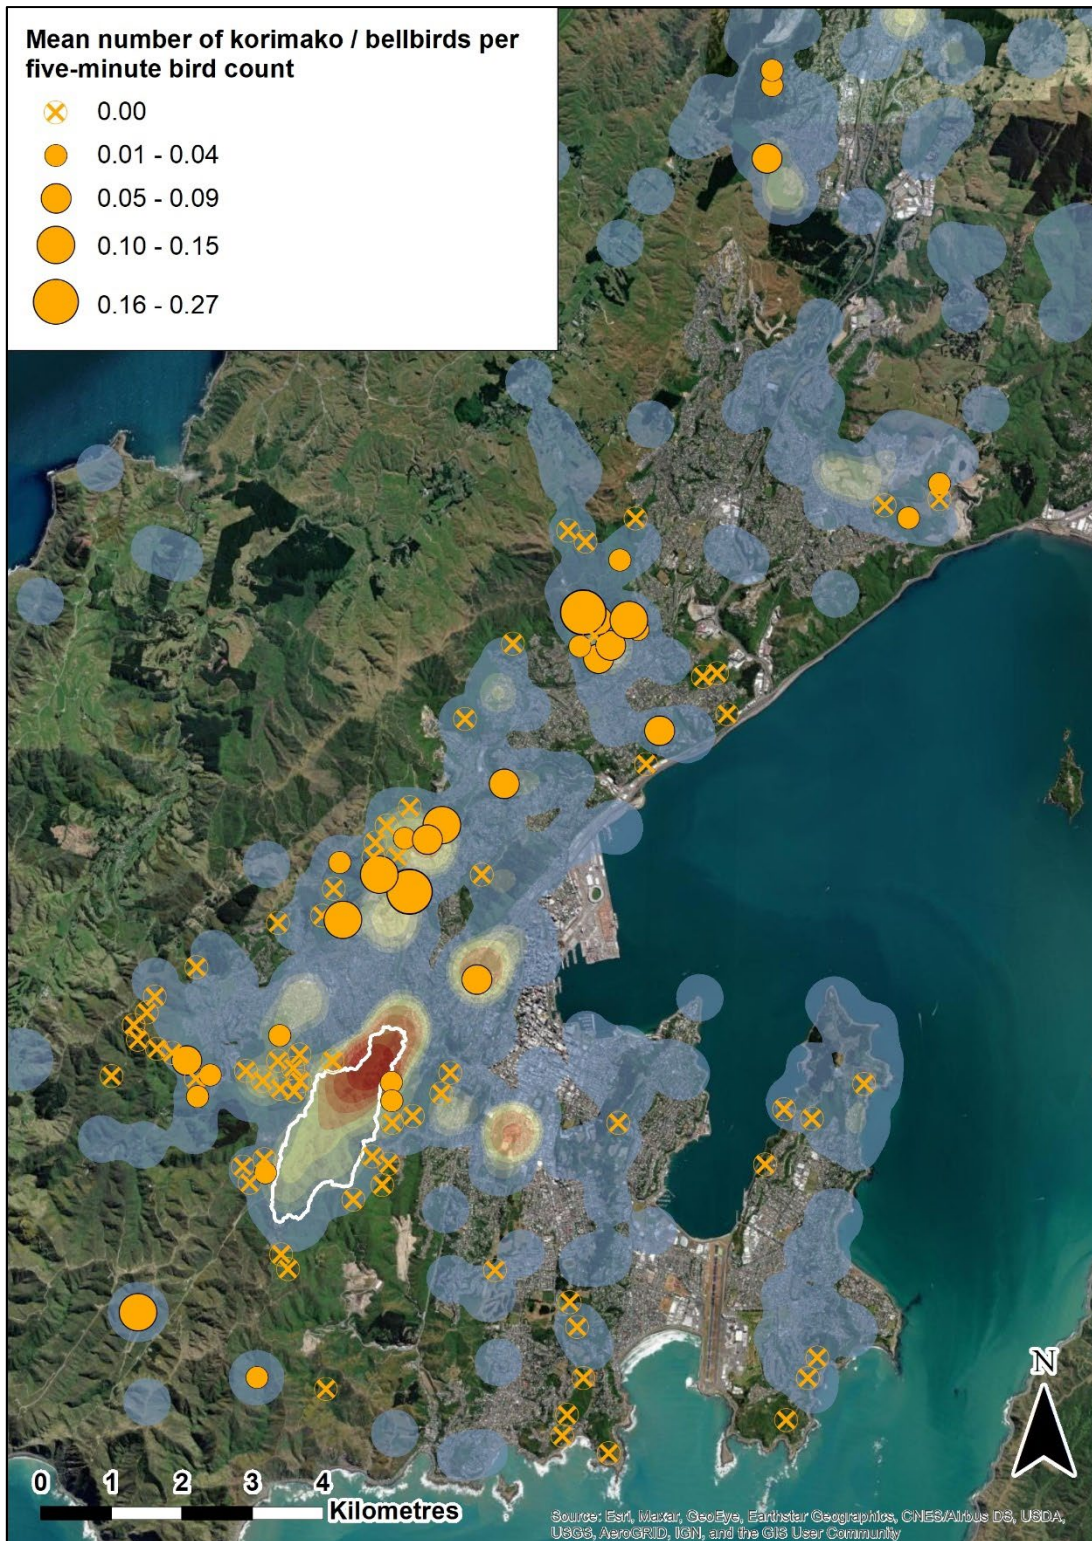 Mean number of korimako / bellbirds per
five-minute bird count
0.00
0.01 - 0.04
0.05 - 0.09
0.10 - 0.15
0.16 - 0.27
N
0 1 2 3 4
Kilometres
Source: Esri, Maxar, GeoEye, Earthstar Geographics, CNES/Airbus DS, USDA,
USGS, AeroGRID, IGN, and the GIS User Community